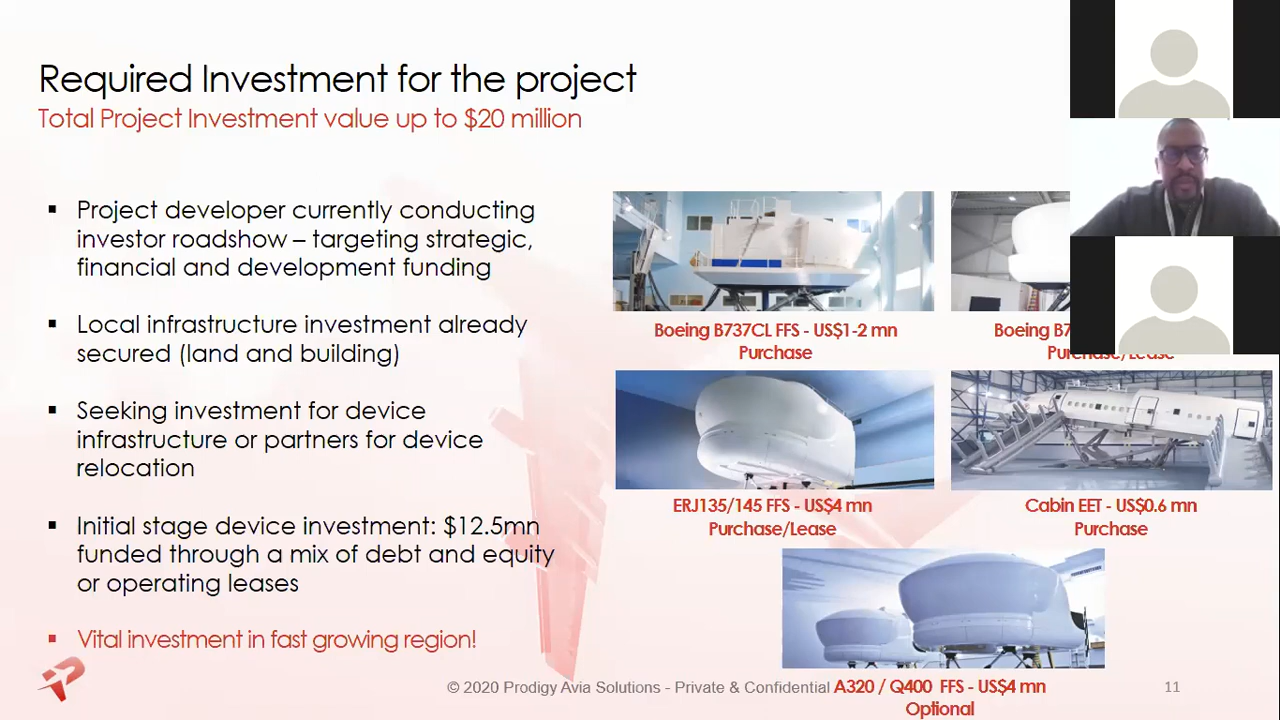 Required Investment for the project
Total Project Investment value up to $20 million
▪ Project developer currently conducting
investor roadshow – targeting strategic,
financial and development funding
▪ Local infrastructure investment already
secured (land and building)
▪ Seeking investment for device
infrastructure or partners for device
relocation
▪ Initial stage device investment: $12.5mn
funded through a mix of debt and equity
or operating leases
▪ Vital investment in fast growing region!
Boeing B737CL FFS - US$1-2 mn
Purchase
Boeing B7
Purchase/Lease
ERJ135/145 FFS - US$4 mn
Purchase/Lease
Cabin EET - US$0.6 mn
Purchase
A320 / Q400 FFS - US$4 mn
Optional
© 2020 Prodigy Avia Solutions - Private & Confidential
11